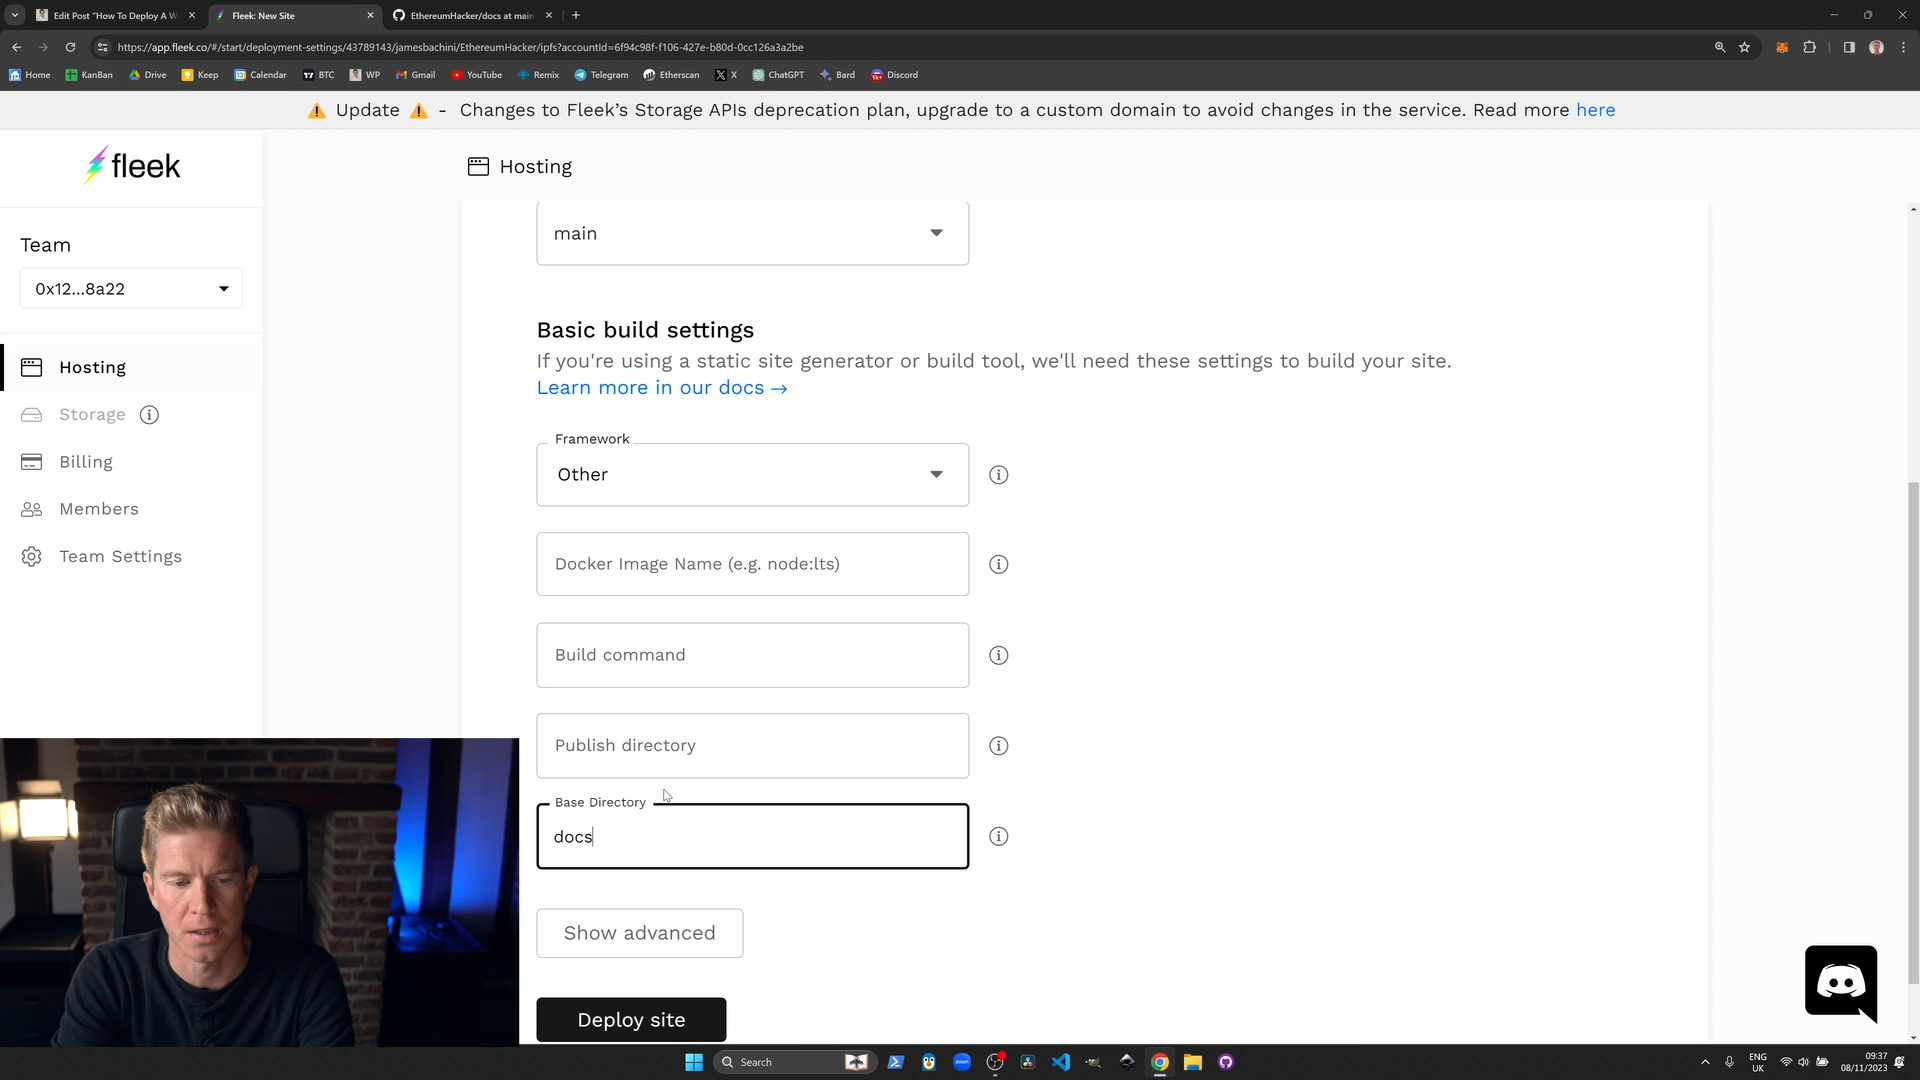 Edit Post "How To Deploy A W
Fleek: New Site
EthereumHacker/docs at main
https://app.fleek.co/#/start/deployment-settings/43789143/jamesbachini/EthereumHacker/ipfs?accountId=6f94c98f-f106-427e-b80d-0cc126a3a2be
Home
KanBan
Drive
Keep
Calendar
BTC
WP
Gmail
YouTube
Remix
Telegram
Etherscan
X
ChatGPT
Bard
Discord
Update - Changes to Fleek's Storage APIs deprecation plan, upgrade to a custom domain to avoid changes in the service. Read more here
fleek
Hosting
Team
0x12...8a22
Hosting
Storage
Billing
Members
Team Settings
main
Basic build settings
If you're using a static site generator or build tool, we'll need these settings to build your site.
Learn more in our docs →
Framework
Other
Docker Image Name (e.g. node:lts)
Build command
Publish directory
Base Directory
docs
Show advanced
Deploy site
Search
zoom
ENG
UK
09:37
08/11/2023